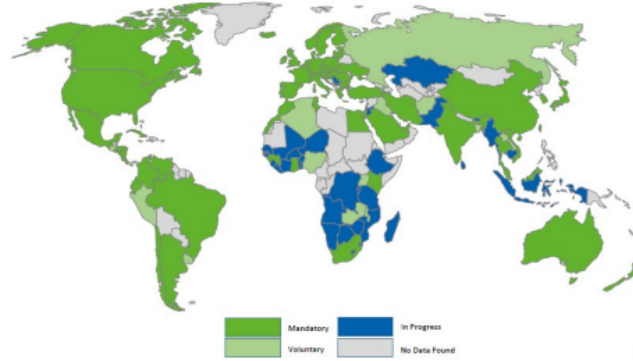 Mandatory
In Progress
Voluntary
No Data Found